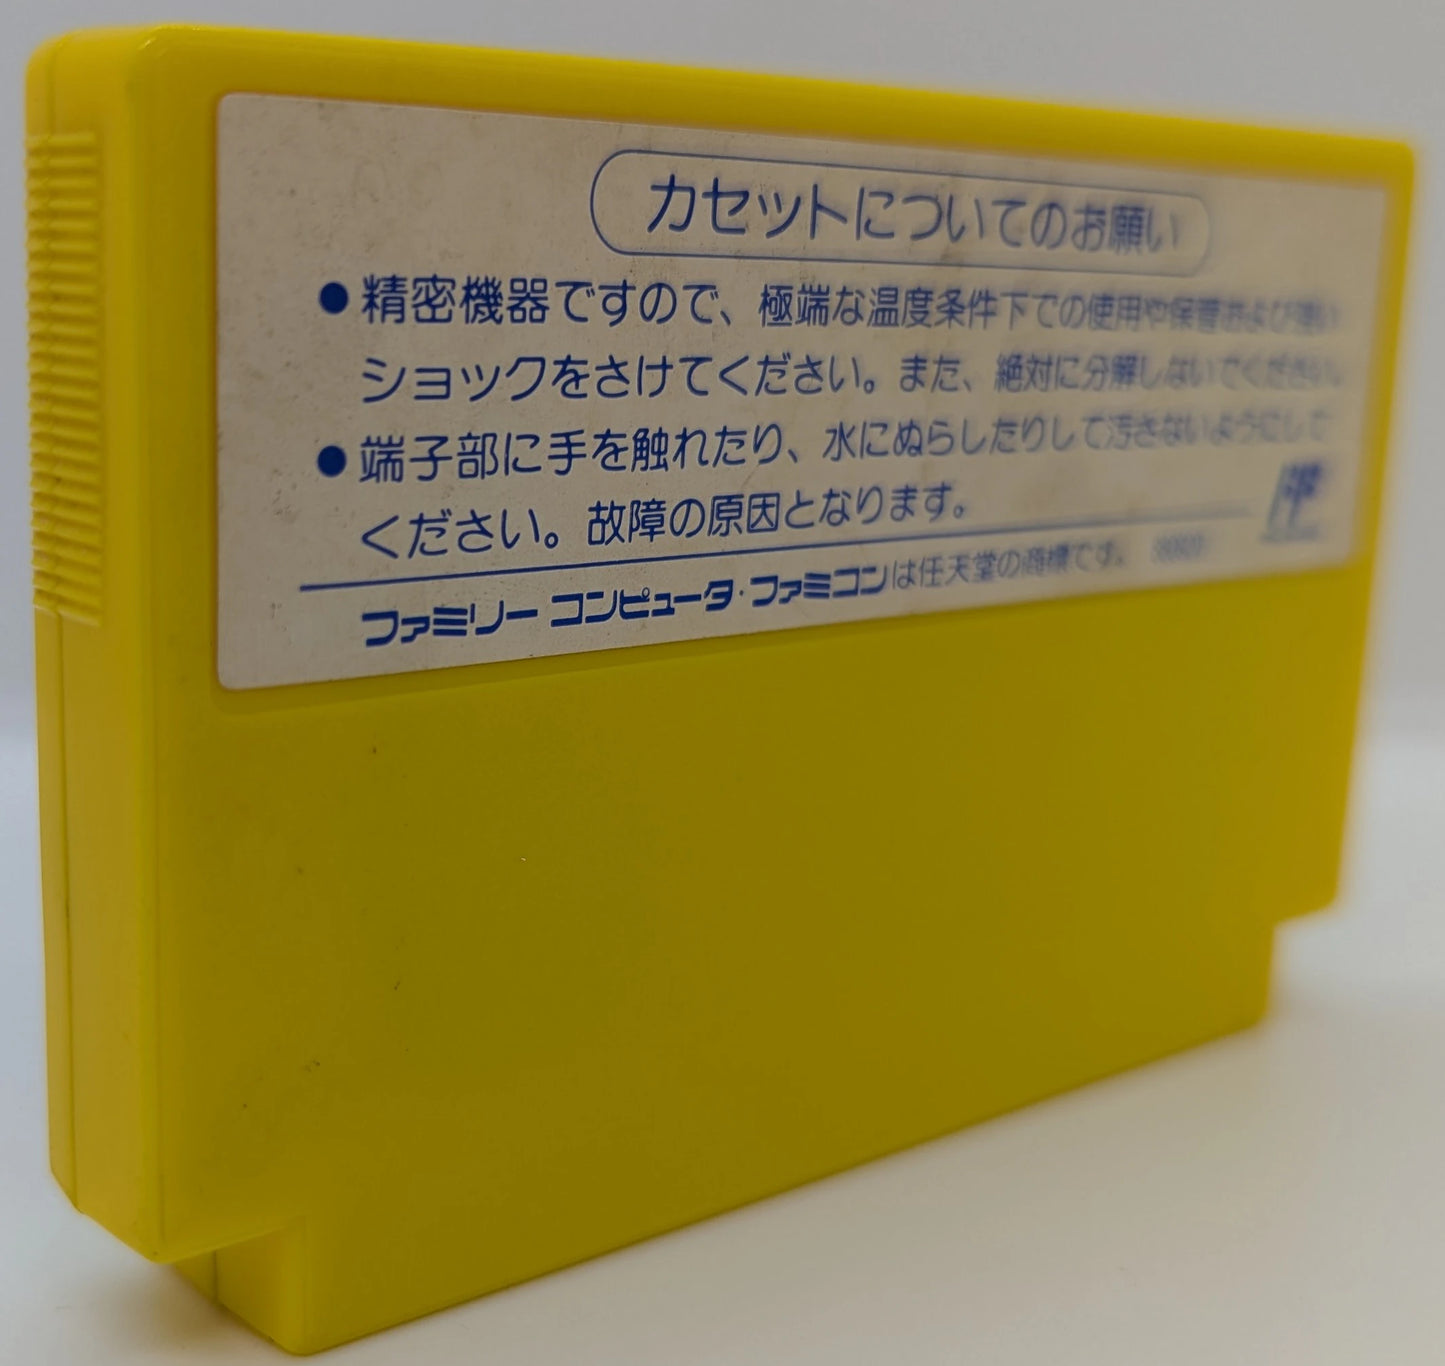 カセットについてのお願い
●精密機器ですので、極端な温度条件下での使用や保管および強い
ショックをさけてください。また、絶対に分解しないでください。
●端子部に手を触れたり、水にぬらしたりして汚さないようにして
ください。故障の原因となります。
ファミリー コンピュータ・ファミコンは任天堂の商標です。